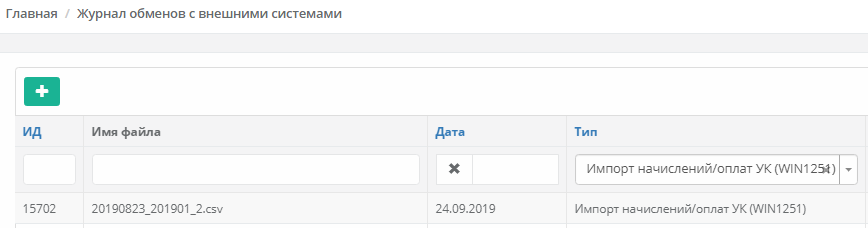 Главная / Журнал обменов с внешними системами
ИД Имя файла Дата Тип
Импорт начислений/оплат УК (WIN1251)
15702 20190823_201901_2.csv 24.09.2019 Импорт начислений/оплат УК (WIN1251)